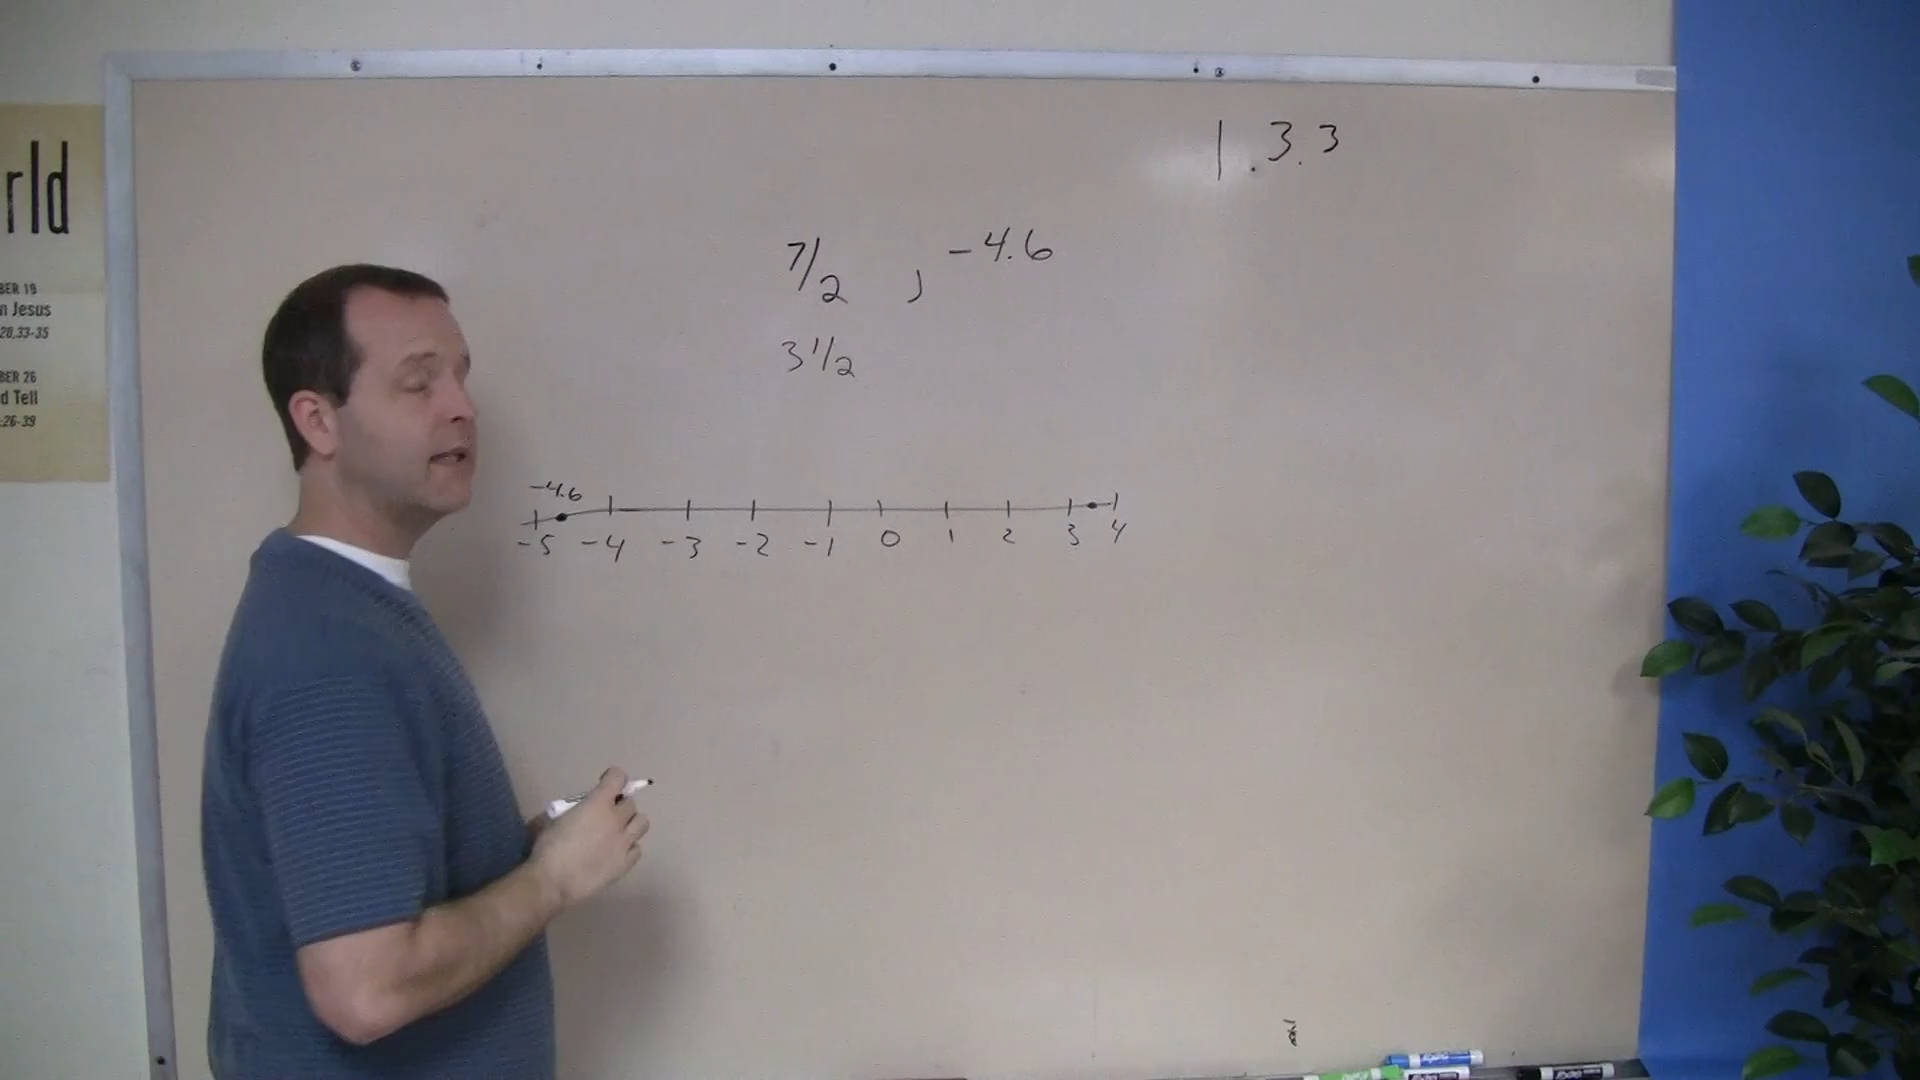 rld
BER 19
n Jesus
28,33-35
BER 26
d Tell
:26-39
1.3.3
7/2 , -4.6
3 1/2
-4.6
-5 -4 -3 -2 -1 0 1 2 3 4